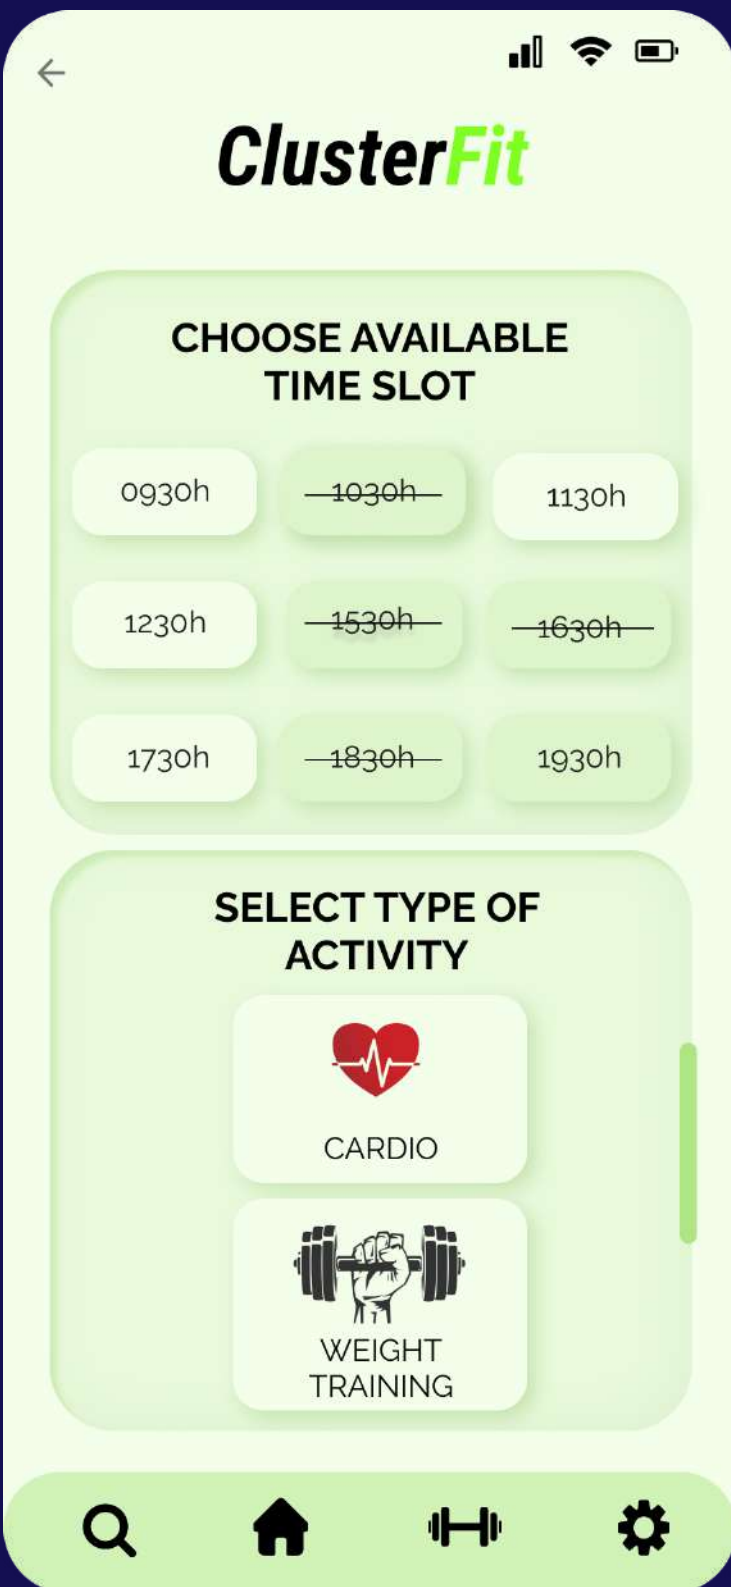 ClusterFit
CHOOSE AVAILABLE
TIME SLOT
0930h 1030h 1130h
1230h 1530h 1630h
1730h 1830h 1930h
SELECT TYPE OF
ACTIVITY
CARDIO
WEIGHT
TRAINING